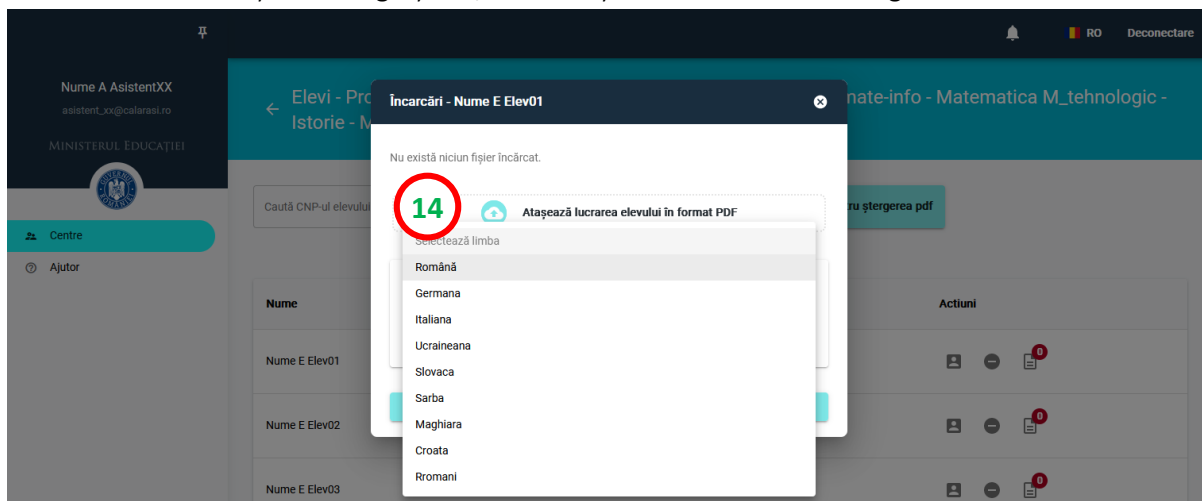 RO Deconectare
Nume A AsistentXX
asistent_xx@calarasi.ro
MINISTERUL EDUCAȚIEI
Centre
Ajutor
Elevi - Pro
Istorie - M
mate-info - Matematica M_tehnologic -
Încarcări - Nume E Elev01
Nu există niciun fișier încărcat.
14
Atașează lucrarea elevului în format PDF
Caută CNP-ul elevului
tru ștergerea pdf
Selectează limba
Română
Germana
Italiana
Ucraineana
Slovaca
Sarba
Maghiara
Croata
Rromani
Nume Actiuni
Nume E Elev01 0
Nume E Elev02 0
Nume E Elev03 0